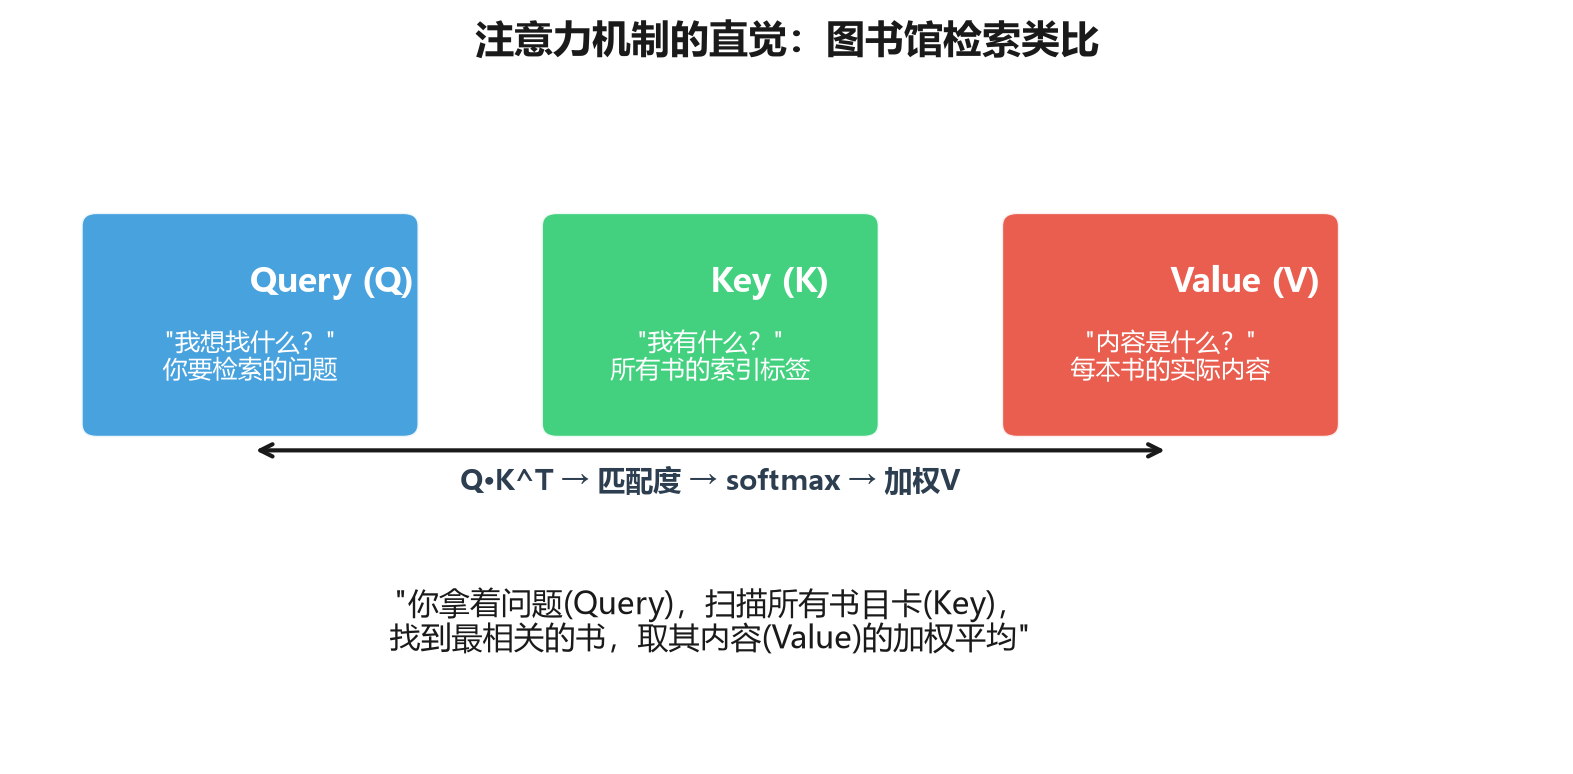 注意力机制的直觉：图书馆检索类比
Query (Q)
"我想找什么？"
你要检索的问题
Key (K)
"我有什么？"
所有书的索引标签
Value (V)
"内容是什么？"
每本书的实际内容
Q•K^T → 匹配度 → softmax → 加权V
"你拿着问题(Query)，扫描所有书目卡(Key)，
找到最相关的书，取其内容(Value)的加权平均"